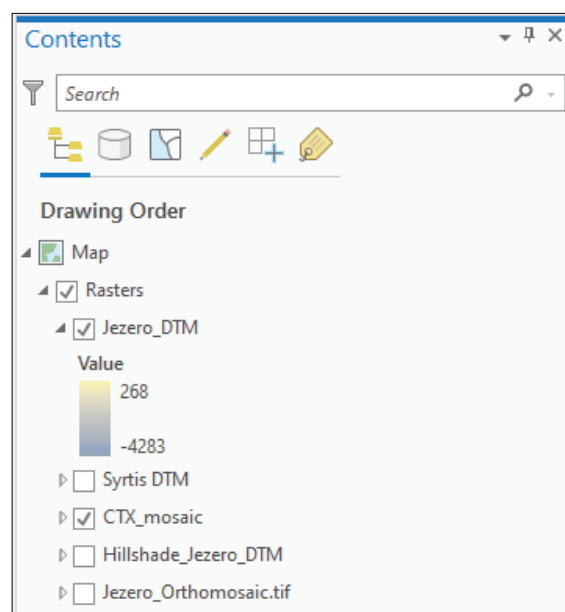 Contents
Search
Drawing Order
Map
Rasters
Jezero_DTM
Value
268
-4283
Syrtis DTM
CTX_mosaic
Hillshade_Jezero_DTM
Jezero_Orthomosaic.tif